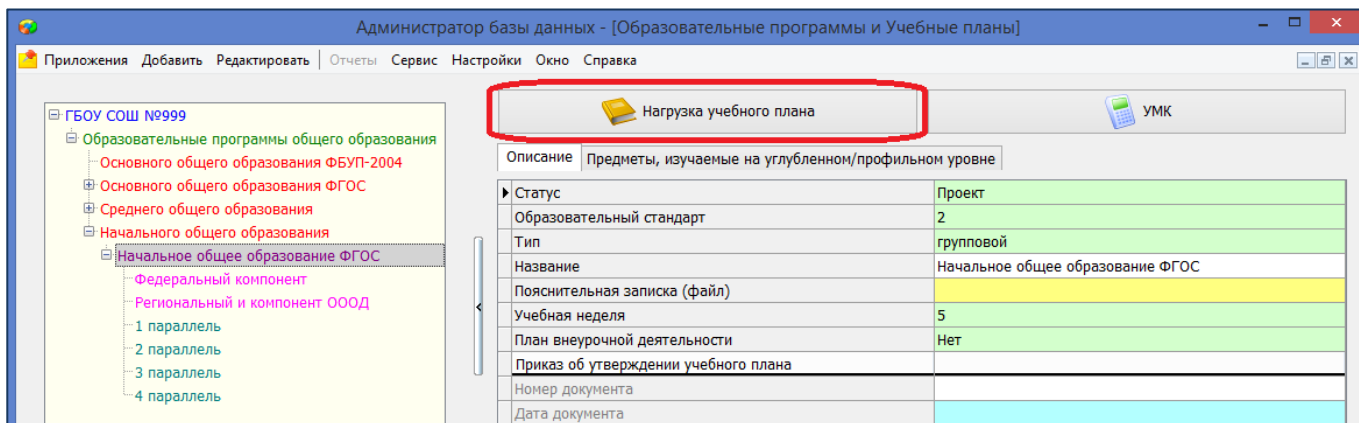 Администратор базы данных - [Образовательные программы и Учебные планы]
Приложения Добавить Редактировать Отчеты Сервис Настройки Окно Справка
ГБОУ СОШ №999
Образовательные программы общего образования
Основного общего образования ФБУП-2004
Основного общего образования ФГОС
Среднего общего образования
Начального общего образования
Начальное общее образование ФГОС
Федеральный компонент
Региональный и компонент ОООД
1 параллель
2 параллель
3 параллель
4 параллель
Нагрузка учебного плана УМК
Описание Предметы, изучаемые на углубленном/профильном уровне
Статус Проект
Образовательный стандарт 2
Тип групповой
Название Начальное общее образование ФГОС
Пояснительная записка (файл)
Учебная неделя 5
План внеурочной деятельности Нет
Приказ об утверждении учебного плана
Номер документа
Дата документа